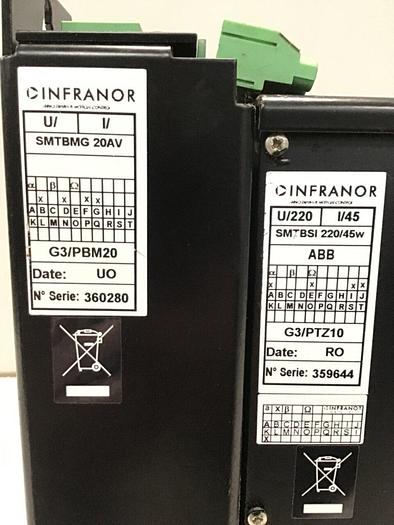 INFRANOR
U/ I/
SMTBMG 20AV
α β Ω
X X X X
A B C D E F G H I J
K L M N O P Q R S T
G3/PBM20
Date: UO
N° Serie: 360280
INFRANOR
U/220 I/45
SMTBSI 220/45w
ABB
α β Ω
X X X X
A B C D E F G H I J
K L M N O P Q R S T
G3/PTZ10
Date: RO
N° Serie: 359644
α X β Ω INFRANOR
A B C D E F G H I J
K L M N O P Q R S T
X